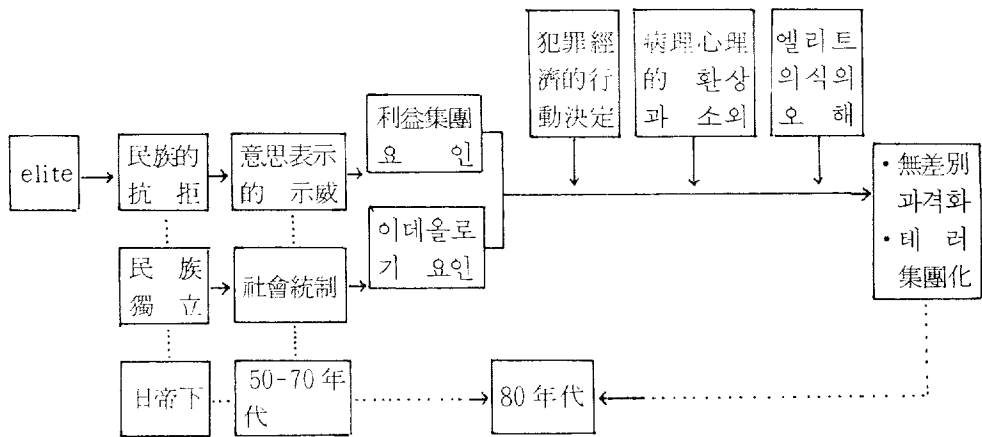 犯罪經
濟的行
動決定
病理心理
的 환상
과 소외
엘리트
의식의
오 해
elite
民族的
抗 拒
意思表示
的 示威
利益集團
요 인
이데올로
기 요인
民 族
獨 立
社會統制
• 無差別
과격화
• 테 러
集團化
日帝下
50-70 年
代
80 年代